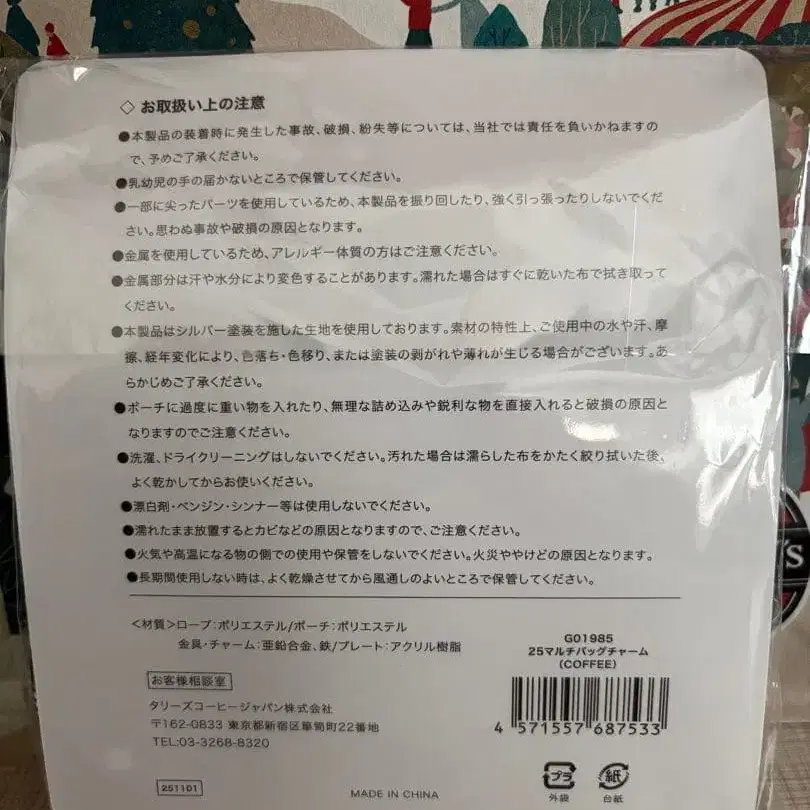 ◇ お取扱い上の注意
●本製品の装着時に発生した事故、破損、紛失等については、当社では責任を負いかねますの
で、予めご了承ください。
●乳幼児の手の届かないところで保管してください。
●一部に尖ったパーツを使用しているため、本製品を振り回したり、強く引っ張ったりしないでくだ
さい。思わぬ事故や破損の原因となります。
●金属を使用しているため、アレルギー体質の方はご注意ください。
●金属部分は汗や水分により変色することがあります。濡れた場合はすぐに乾いた布で拭き取って
ください。
●本製品はシルバー塗装を施した生地を使用しております。素材の特性上、ご使用中の水や汗、摩
擦、経年変化により、色落ち・色移り、または塗装の剥がれや薄れが生じる場合がございます。あ
らかじめご了承ください。
●ポーチに過度に重い物を入れたり、無理な詰め込みや鋭利な物を直接入れると破損の原因と
なりますのでご注意ください。
●洗濯、ドライクリーニングはしないでください。汚れた場合は濡らした布をかたく絞り拭いた後、
よく乾かしてからお使いください。
●漂白剤・ベンジン・シンナー等は使用しないでください。
●濡れたまま放置するとカビなどの原因となりますので、ご注意ください。
●火気や高温になる物の側での使用や保管をしないでください。火災ややけどの原因となります。
●長期間使用しない時は、よく乾燥させてから風通しのよいところで保管してください。
＜材質＞ロープ：ポリエステル/ポーチ：ポリエステル
金具・チャーム：亜鉛合金、鉄/プレート：アクリル樹脂
お客様相談室
タリーズコーヒージャパン株式会社
〒162-0833 東京都新宿区箪笥町22番地
TEL:03-3268-8320
251101
MADE IN CHINA
G01985
25マルチバッグチャーム
(COFFEE)
4 571557 687533
プラ
外袋
紙
台紙
's